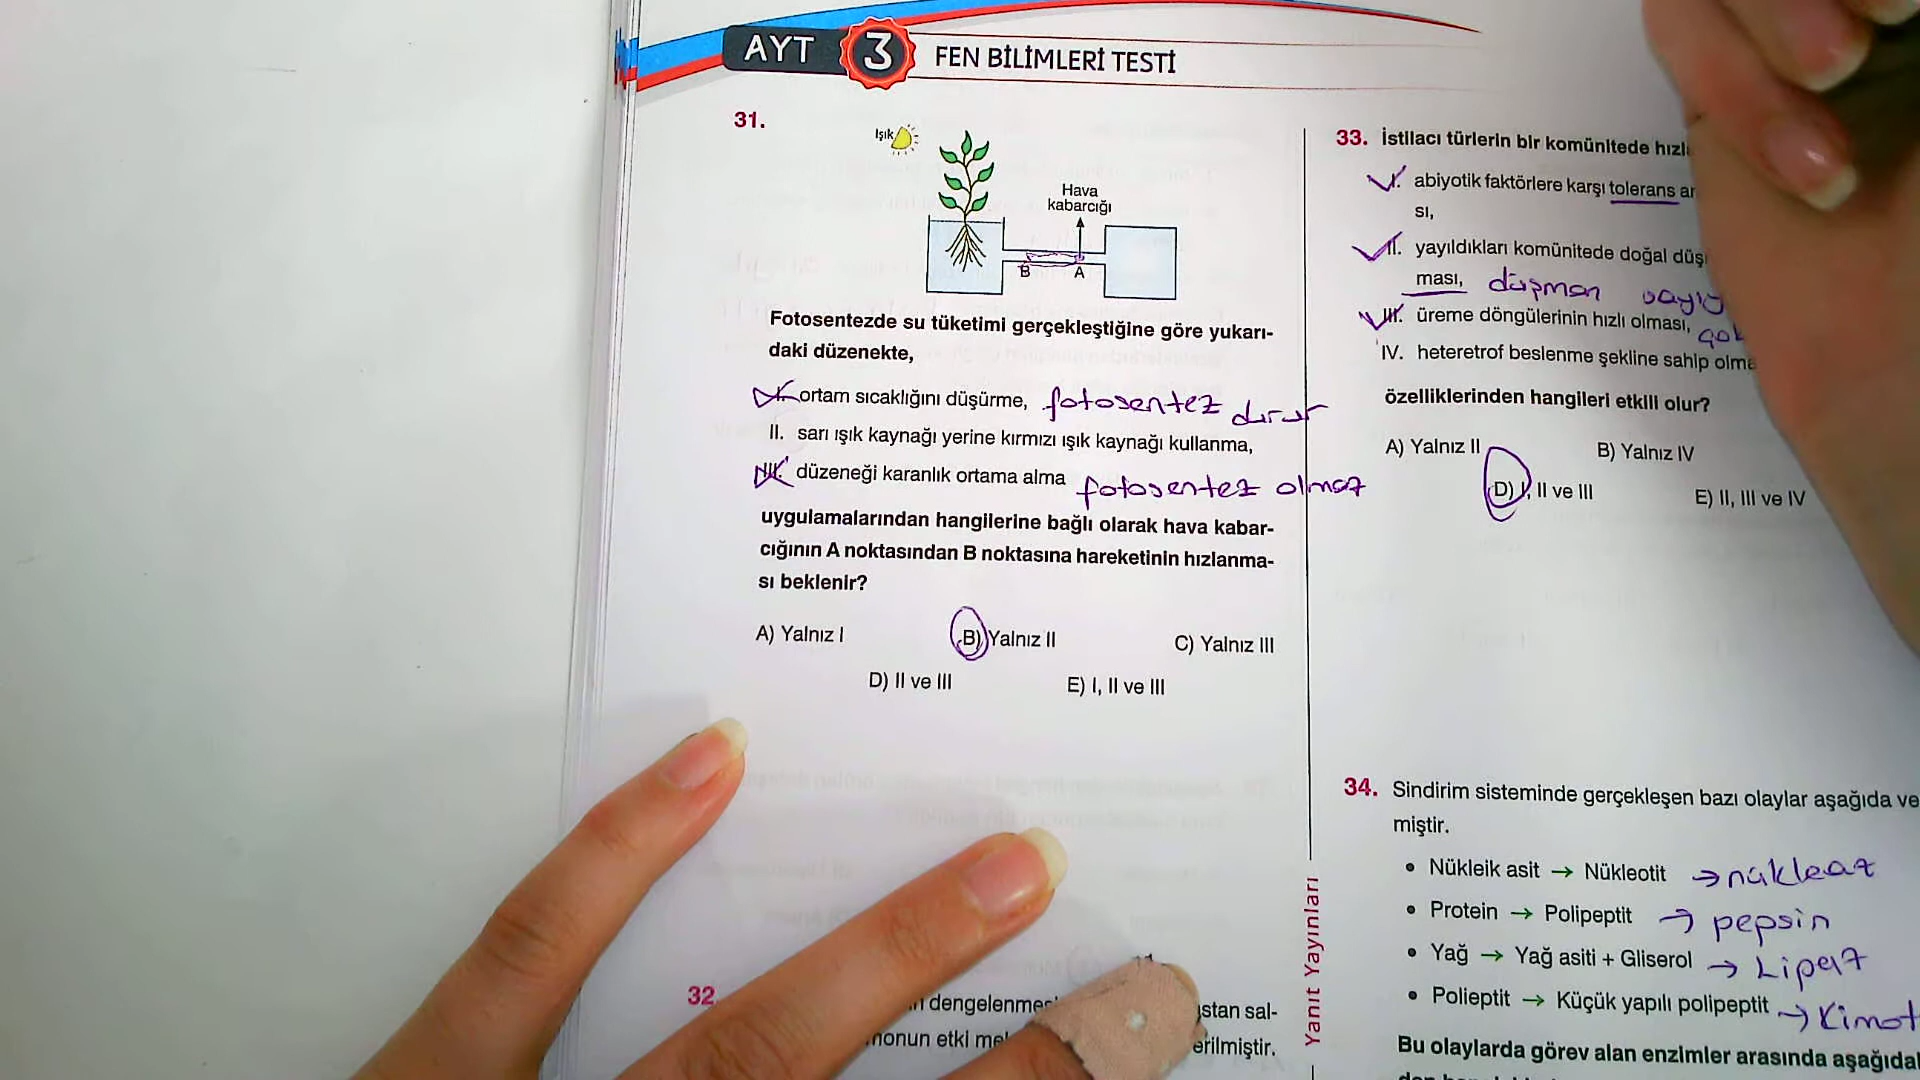 AYT 3 FEN BİLİMLERİ TESTİ
31.
Işık
Hava
kabarcığı
B A
Fotosentezde su tüketimi gerçekleştiğine göre yukarı-
daki düzenekte,
I. ortam sıcaklığını düşürme, fotosentez durur
II. sarı ışık kaynağı yerine kırmızı ışık kaynağı kullanma,
III. düzeneği karanlık ortama alma fotosentez olmaz
uygulamalarından hangilerine bağlı olarak hava kabar-
cığının A noktasından B noktasına hareketinin hızlanma-
sı beklenir?
A) Yalnız I B) Yalnız II C) Yalnız III
D) II ve III E) I, II ve III
32
dengelenmes
stan sal-
monun etki me
erilmiştir.
Yanıt Yayınları
33. İstilacı türlerin bir komünitede hızlı
I. abiyotik faktörlere karşı tolerans ar
sı,
II. yayıldıkları komünitede doğal düş
ması, düşman sayıs
III. üreme döngülerinin hızlı olması,
IV. heteretrof beslenme şekline sahip olma
özelliklerinden hangileri etkili olur?
A) Yalnız II B) Yalnız IV
D) I, II ve III E) II, III ve IV
34. Sindirim sisteminde gerçekleşen bazı olaylar aşağıda ve
miştir.
• Nükleik asit → Nükleotit → nükleaz
• Protein → Polipeptit → pepsin
• Yağ → Yağ asiti + Gliserol → Lipaz
• Polieptit → Küçük yapılı polipeptit → Kimot
Bu olaylarda görev alan enzimler arasında aşağıdal